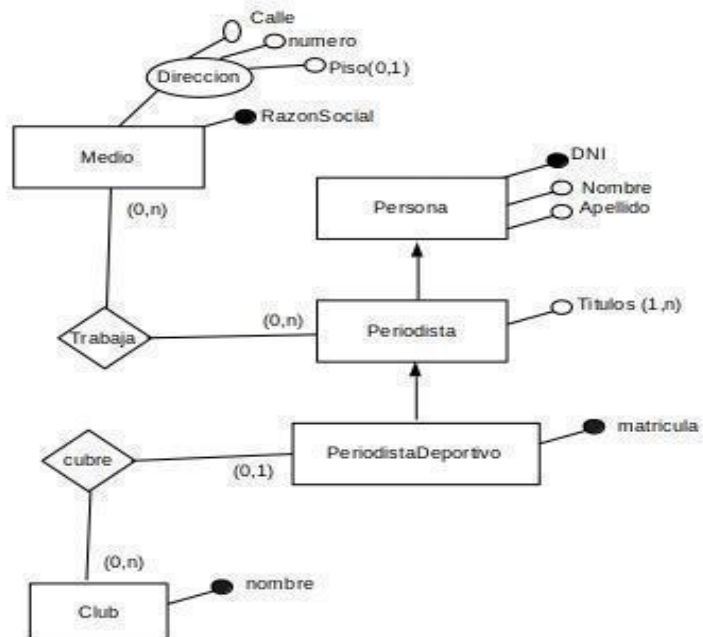 Calle
numero
Direccion
Piso(0,1)
RazonSocial
Medio
DNI
(0,n)
Persona
Nombre
Apellido
(0,n)
Titulos (1,n)
Trabaja
Periodista
matricula
PeriodistaDeportivo
cubre
(0,1)
(0,n)
nombre
Club